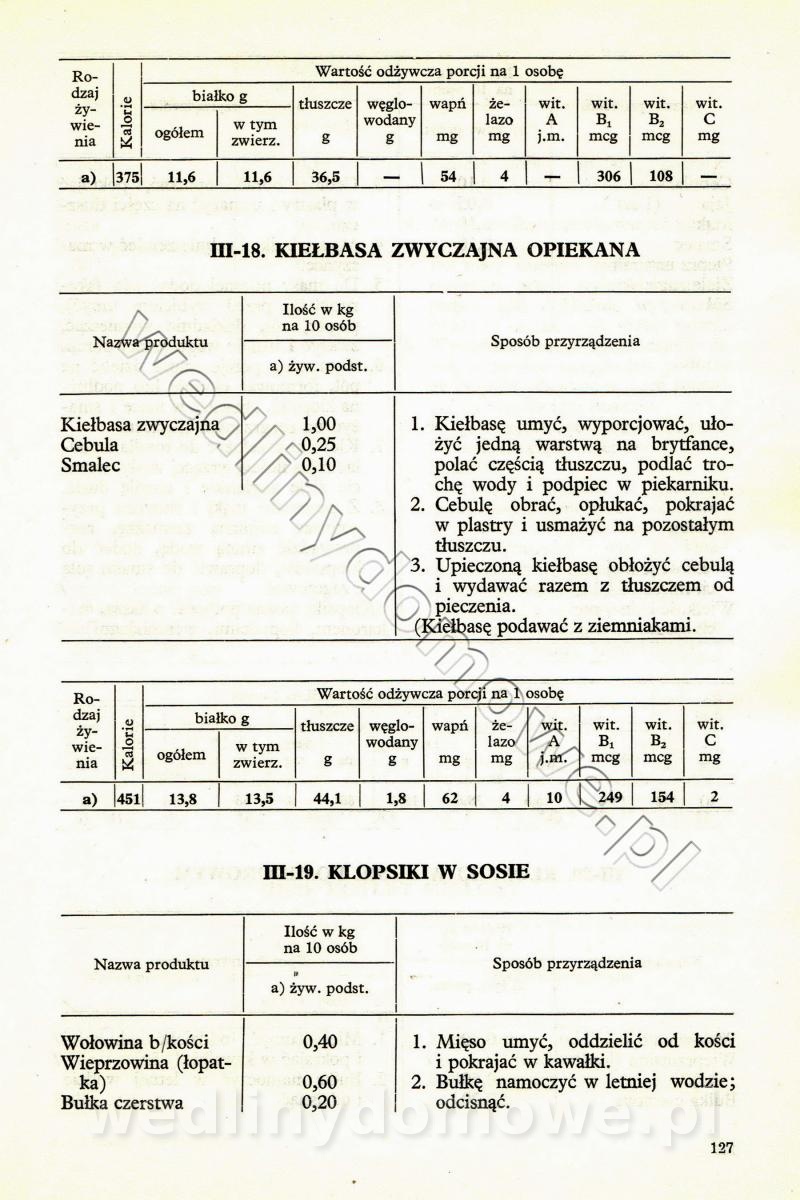 Ro-
dzaj
ży-
wie-
nia
Kalorie
Wartość odżywcza porcji na 1 osobę
białko g
tłuszcze g
węglo-wodany g
wapń mg
że-lazo mg
wit. A j.m.
wit. B₁ mcg
wit. B₂ mcg
wit. C mg
ogółem
w tym zwierz.
a) 375 11,6 11,6 36,5 — 54 4 — 306 108 —
III-18. KIEŁBASA ZWYCZAJNA OPIEKANA
Nazwa produktu
Ilość w kg
na 10 osób
a) żyw. podst.
Sposób przyrządzenia
Kiełbasa zwyczajna 1,00
Cebula 0,25
Smalec 0,10
1. Kiełbasę umyć, wyporcjować, uło-
żyć jedną warstwą na brytfance,
polać częścią tłuszczu, podlać tro-
chę wody i podpiec w piekarniku.
2. Cebulę obrać, opłukać, pokrajać
w plastry i usmażyć na pozostałym
tłuszczu.
3. Upieczoną kiełbasę obłożyć cebulą
i wydawać razem z tłuszczem od
pieczenia.
(Kiełbasę podawać z ziemniakami.
Ro-
dzaj
ży-
wie-
nia
Kalorie
Wartość odżywcza porcji na 1 osobę
białko g
tłuszcze g
węglo-wodany g
wapń mg
że-lazo mg
wit. A j.m.
wit. B₁ mcg
wit. B₂ mcg
wit. C mg
ogółem
w tym zwierz.
a) 451 13,8 13,5 44,1 1,8 62 4 10 249 154 2
III-19. KLOPSIKI W SOSIE
Nazwa produktu
Ilość w kg
na 10 osób
a) żyw. podst.
Sposób przyrządzenia
Wołowina b/kości 0,40
Wieprzowina (łopat-
ka) 0,60
Bułka czerstwa 0,20
1. Mięso umyć, oddzielić od kości
i pokrajać w kawałki.
2. Bułkę namoczyć w letniej wodzie;
odcisnąć.
127
wedlinydomowe.pl
wedlinydomowe.pl